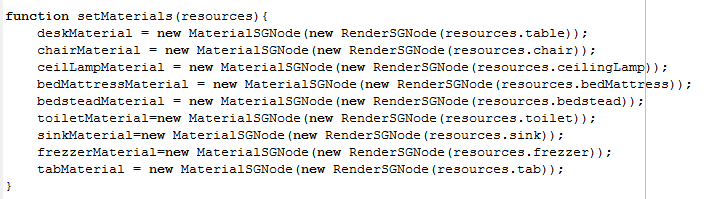 function setMaterials(resources){
    deskMaterial = new MaterialSGNode(new RenderSGNode(resources.table));
    chairMaterial = new MaterialSGNode(new RenderSGNode(resources.chair));
    ceilLampMaterial = new MaterialSGNode(new RenderSGNode(resources.ceilingLamp));
    bedMattressMaterial = new MaterialSGNode(new RenderSGNode(resources.bedMattress));
    bedsteadMaterial = new MaterialSGNode(new RenderSGNode(resources.bedstead));
    toiletMaterial=new MaterialSGNode(new RenderSGNode(resources.toilet));
    sinkMaterial=new MaterialSGNode(new RenderSGNode(resources.sink));
    frezzerMaterial=new MaterialSGNode(new RenderSGNode(resources.frezzer));
    tabMaterial = new MaterialSGNode(new RenderSGNode(resources.tab));
}